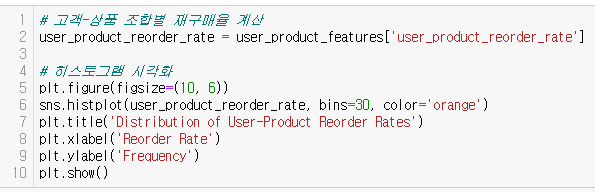 1 # 고객-상품 조합별 재구매율 계산
2 user_product_reorder_rate = user_product_features['user_product_reorder_rate']
3
4 # 히스토그램 시각화
5 plt.figure(figsize=(10, 6))
6 sns.histplot(user_product_reorder_rate, bins=30, color='orange')
7 plt.title('Distribution of User-Product Reorder Rates')
8 plt.xlabel('Reorder Rate')
9 plt.ylabel('Frequency')
10 plt.show()